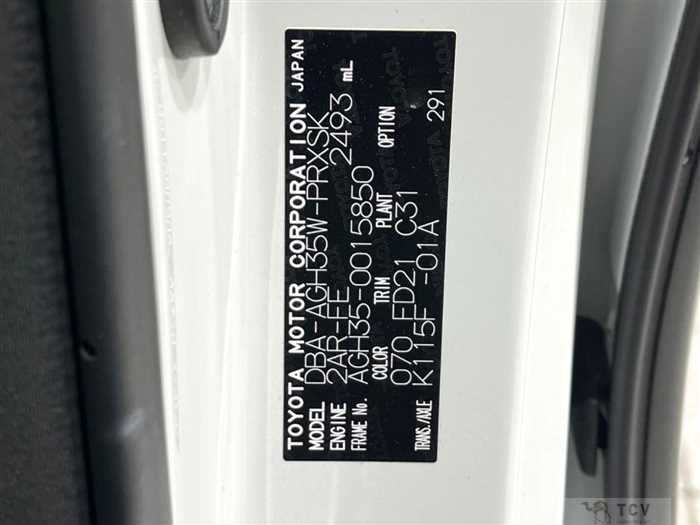 TOYOTA MOTOR CORPORATION JAPAN
MODEL DBA-AGH35W-PRXSK
ENGINE 2AR-FE 2493 mL
FRAME No. AGH35-0015850
COLOR TRIM PLANT OPTION
070 FD21 C31
TRANS./AXLE K115F -01A 291
TCV